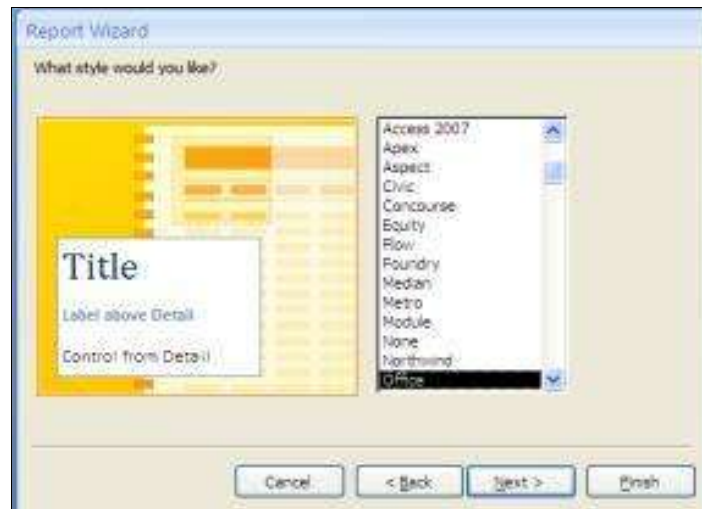 Report Wizard
What style would you like?
Title
Label above Detail
Control from Detail
Access 2007
Apex
Aspect
Civic
Concourse
Equity
Flow
Foundry
Median
Metro
Module
None
Northwind
Office
Cancel
< Back
Next >
Finish